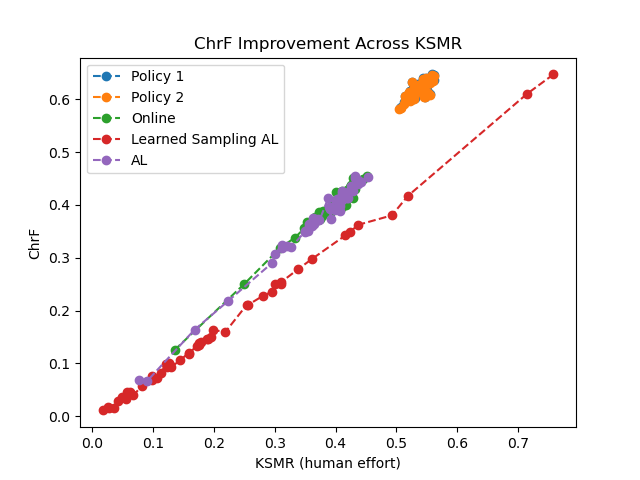 ChrF Improvement Across KSMR
Policy 1
Policy 2
Online
Learned Sampling AL
AL
ChrF
0.6
0.5
0.4
0.3
0.2
0.1
0.0
0.0 0.1 0.2 0.3 0.4 0.5 0.6 0.7
KSMR (human effort)